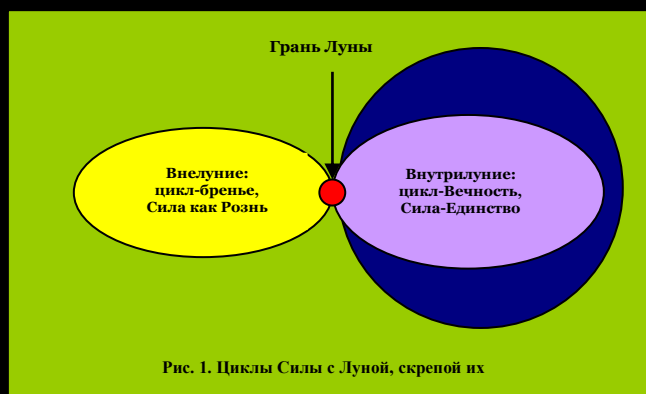 Грань Луны
Внелуние:
цикл-бренье,
Сила как Рознь
Внутрилуние:
цикл-Вечность,
Сила-Единство
Рис. 1. Циклы Силы с Луной, скрепой их